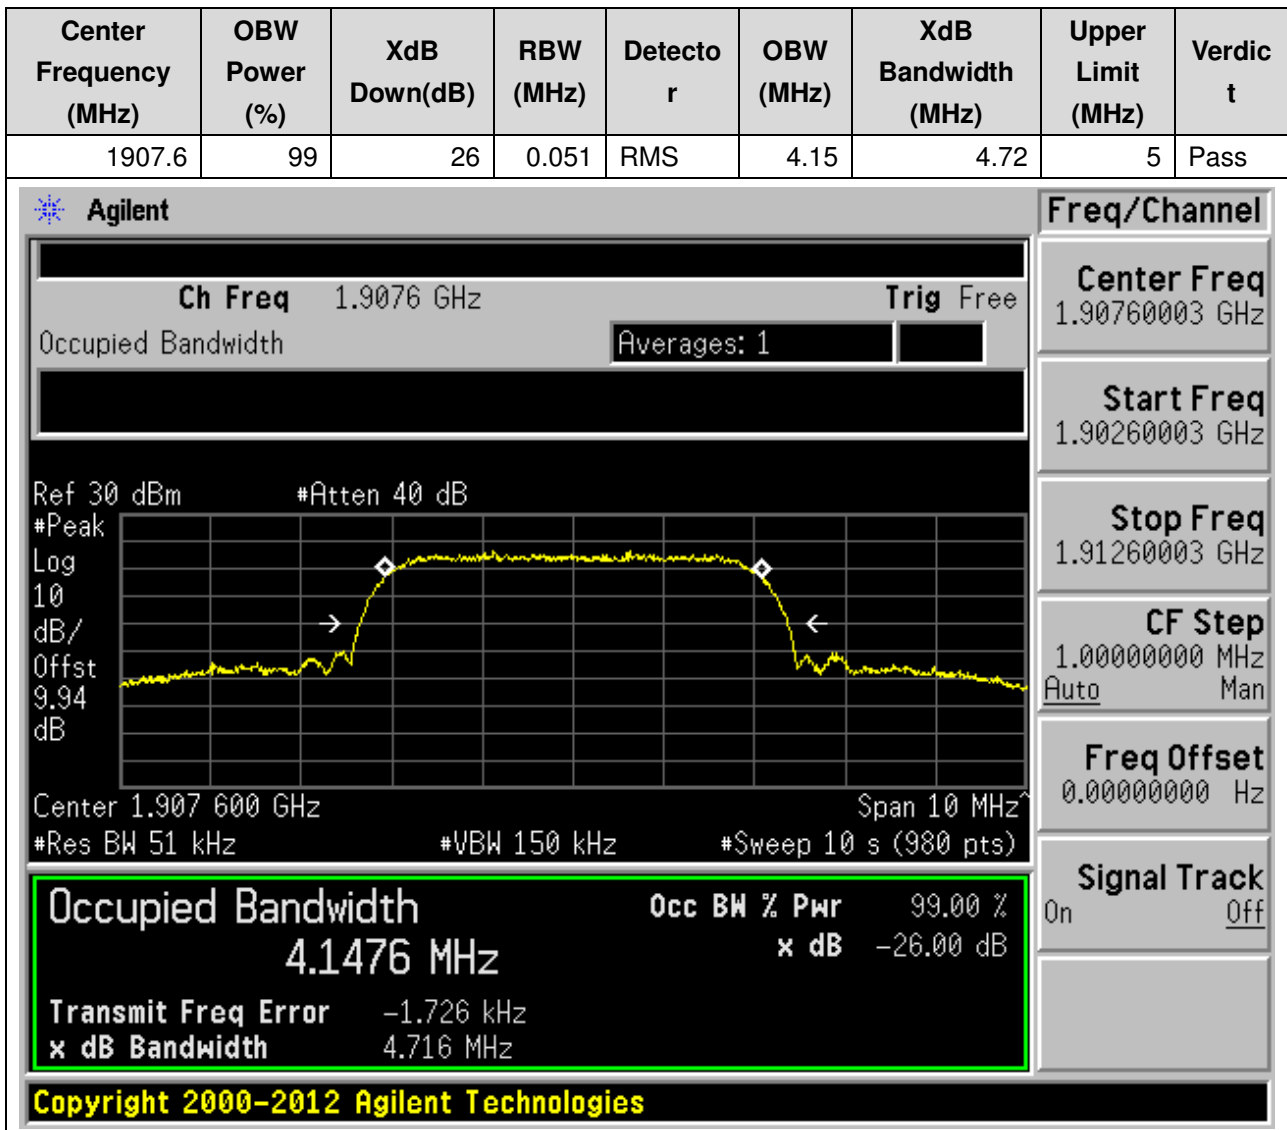 Center Frequency (MHz) OBW Power (%) XdB Down(dB) RBW (MHz) Detecto r OBW (MHz) XdB Bandwidth (MHz) Upper Limit (MHz) Verdic t
1907.6 99 26 0.051 RMS 4.15 4.72 5 Pass
Agilent
Freq/Channel
Ch Freq 1.9076 GHz Trig Free
Occupied Bandwidth Averages: 1
Center Freq
1.90760003 GHz
Start Freq
1.90260003 GHz
Stop Freq
1.91260003 GHz
CF Step
1.00000000 MHz
Auto Man
Freq Offset
0.00000000 Hz
Signal Track
On Off
Ref 30 dBm #Atten 40 dB
#Peak
Log
10
dB/
Offst
9.94
dB
Center 1.907 600 GHz Span 10 MHz^
#Res BW 51 kHz #VBW 150 kHz #Sweep 10 s (980 pts)
Occupied Bandwidth Occ BW % Pwr 99.00 %
4.1476 MHz x dB -26.00 dB
Transmit Freq Error -1.726 kHz
x dB Bandwidth 4.716 MHz
Copyright 2000-2012 Agilent Technologies